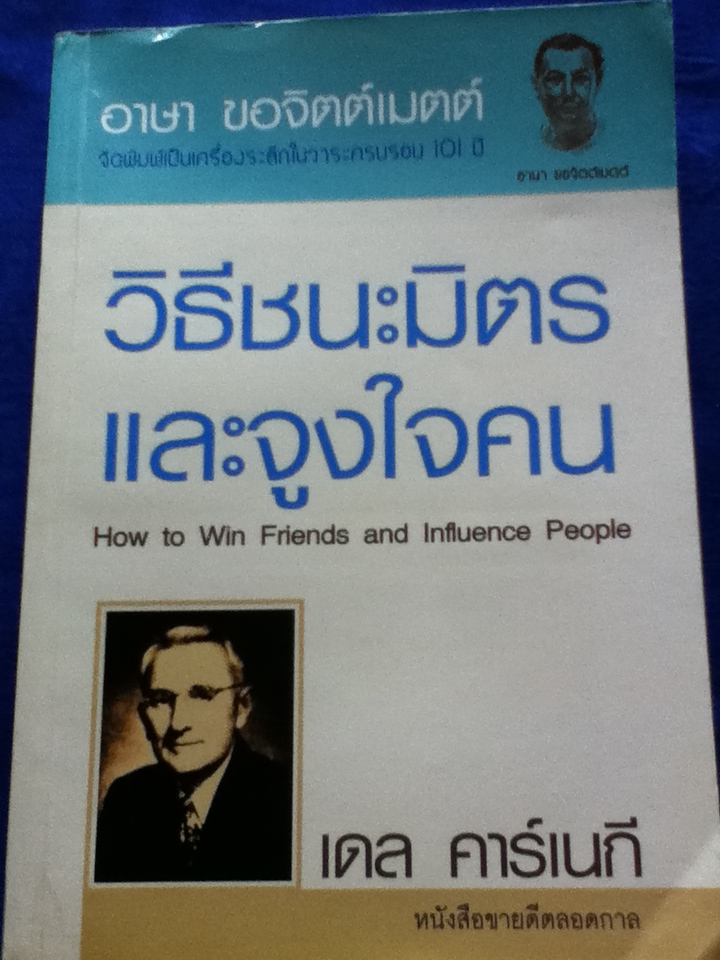 อาษา ขอจิตต์เมตต์
จัดพิมพ์เป็นเครื่องระลึกในวาระครบรอบ 101 ปี
อาษา ขอจิตต์เมตต์
วิธีชนะมิตร
และจูงใจคน
How to Win Friends and Influence People
เดล คาร์เนกี
หนังสือขายดีตลอดกาล